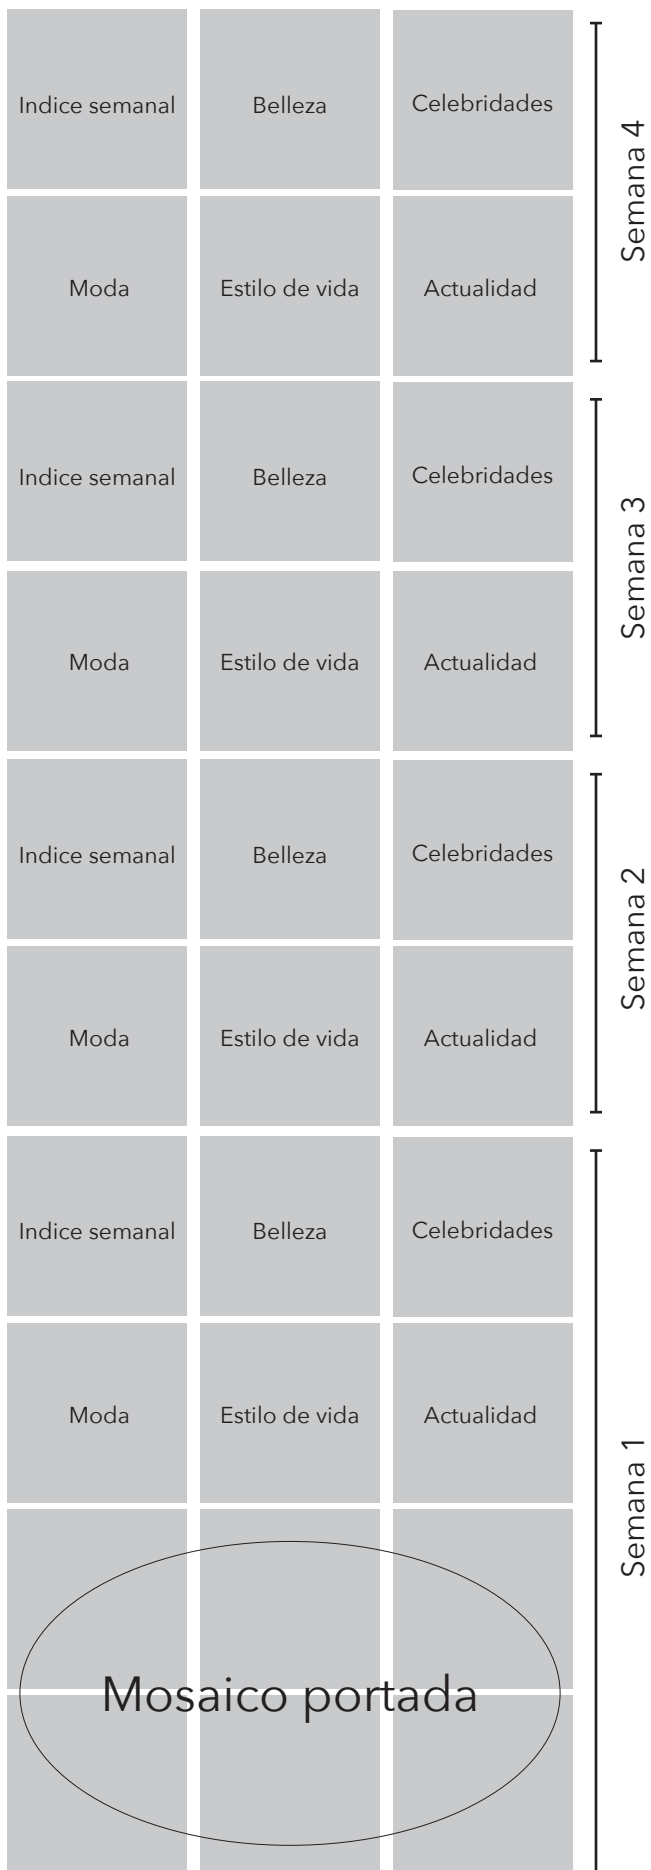 Indice semanal
Belleza
Celebridades
Moda
Estilo de vida
Actualidad
Semana 4
Indice semanal
Belleza
Celebridades
Moda
Estilo de vida
Actualidad
Semana 3
Indice semanal
Belleza
Celebridades
Moda
Estilo de vida
Actualidad
Semana 2
Indice semanal
Belleza
Celebridades
Moda
Estilo de vida
Actualidad
Semana 1
Mosaico portada